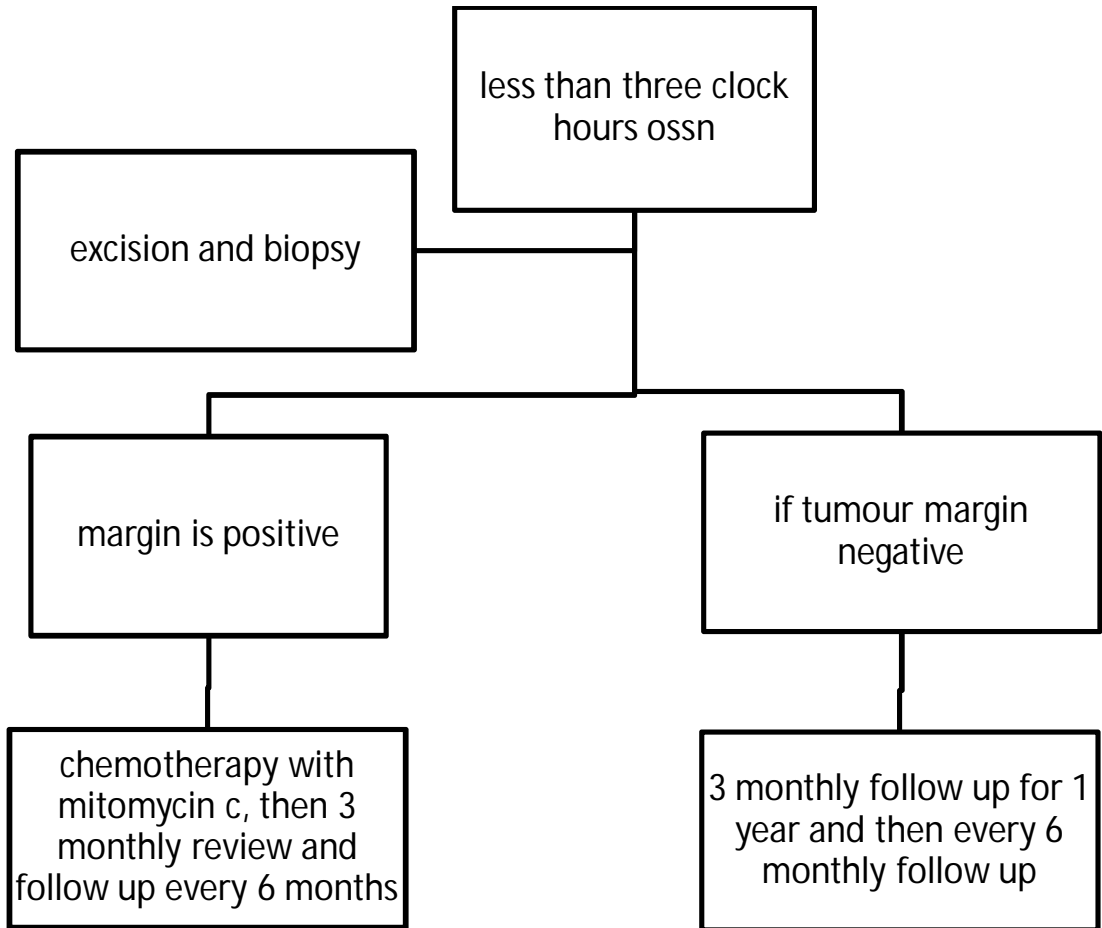 less than three clock
hours ossn
excision and biopsy
margin is positive
if tumour margin
negative
chemotherapy with
mitomycin c, then 3
monthly review and
follow up every 6 months
3 monthly follow up for 1
year and then every 6
monthly follow up